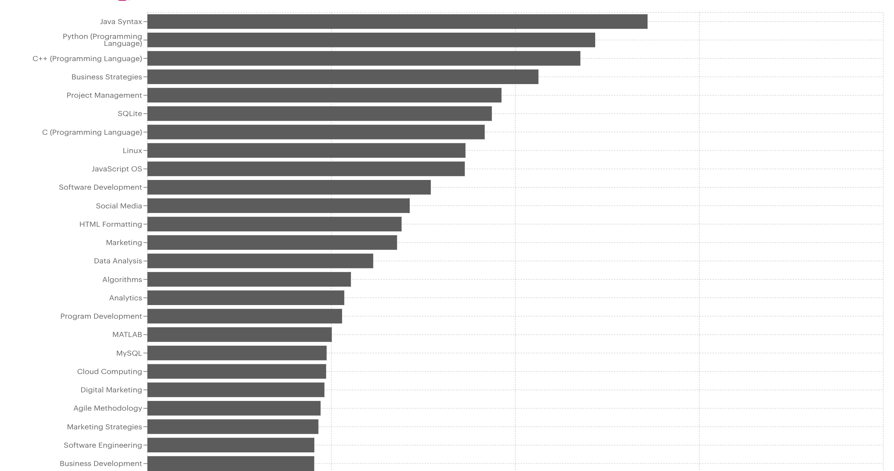 Java Syntax
Python (Programming
Language)
C++ (Programming Language)
Business Strategies
Project Management
SQLite
C (Programming Language)
Linux
JavaScript OS
Software Development
Social Media
HTML Formatting
Marketing
Data Analysis
Algorithms
Analytics
Program Development
MATLAB
MySQL
Cloud Computing
Digital Marketing
Agile Methodology
Marketing Strategies
Software Engineering
Business Development